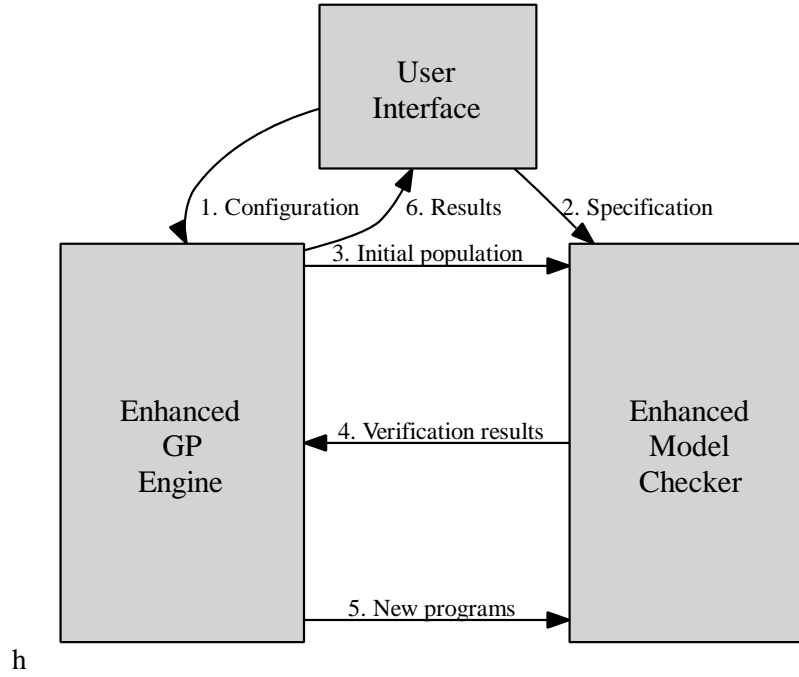 User
Interface
1. Configuration
6. Results
2. Specification
3. Initial population
Enhanced
GP
Engine
4. Verification results
Enhanced
Model
Checker
5. New programs
h